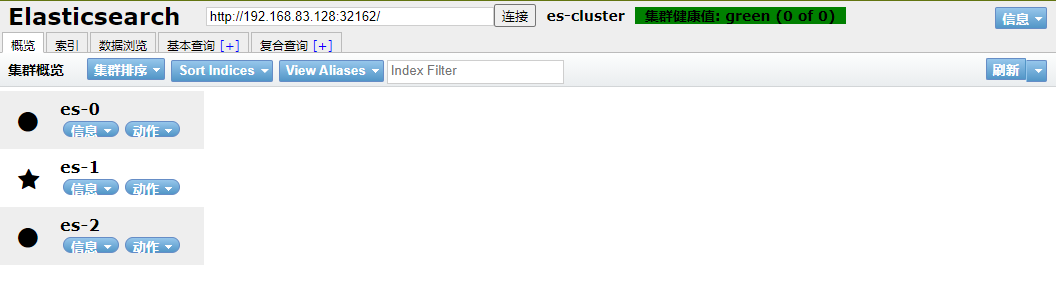 Elasticsearch http://192.168.83.128:32162/ 连接 es-cluster 集群健康值: green (0 of 0) 信息
概览 索引 数据浏览 基本查询 [+] 复合查询 [+]
集群概览 集群排序 Sort Indices View Aliases Index Filter 刷新
es-0
信息 动作
es-1
信息 动作
es-2
信息 动作